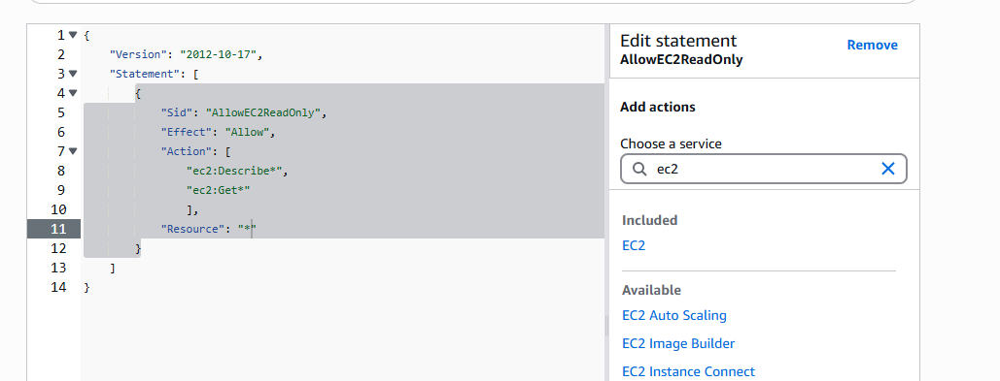 1 {
2 "Version": "2012-10-17",
3 "Statement": [
4 {
5 "Sid": "AllowEC2ReadOnly",
6 "Effect": "Allow",
7 "Action": [
8 "ec2:Describe*",
9 "ec2:Get*"
10 ],
11 "Resource": "*"
12 }
13 ]
14 }
Edit statement
Remove
AllowEC2ReadOnly
Add actions
Choose a service
ec2
Included
EC2
Available
EC2 Auto Scaling
EC2 Image Builder
EC2 Instance Connect